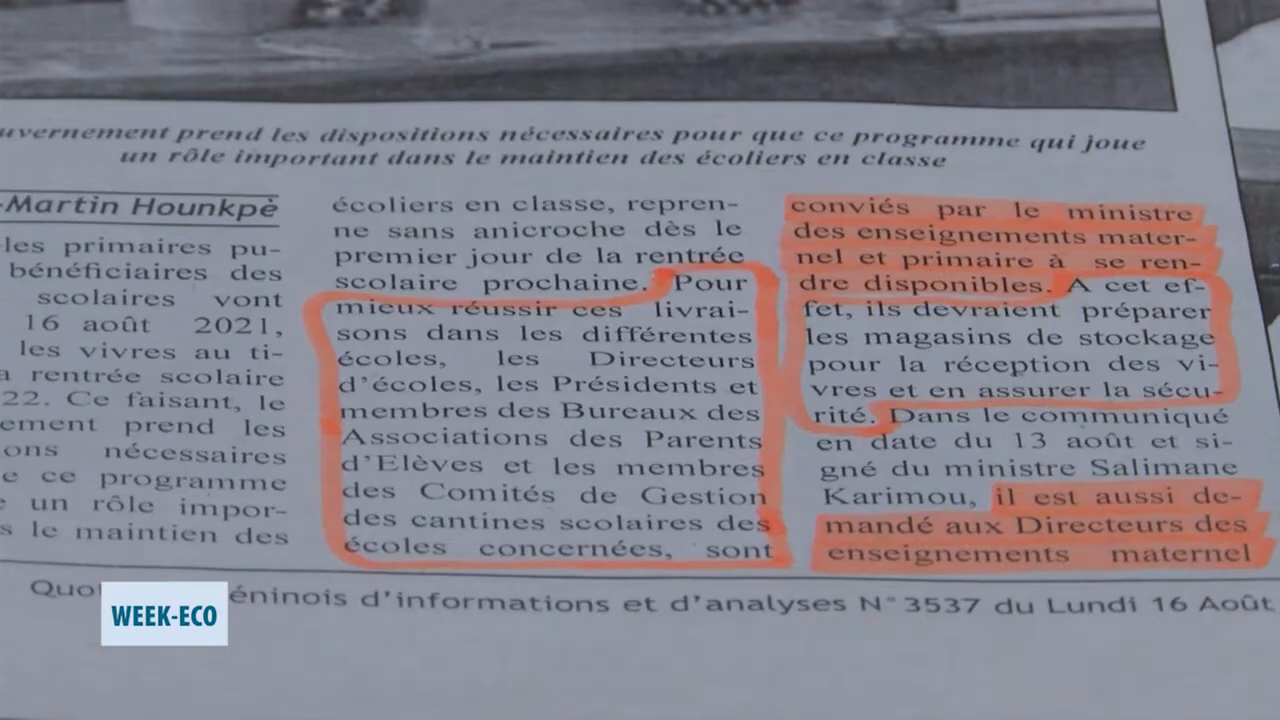 uvernement prend les dispositions nécessaires pour que ce programme qui joue
un rôle important dans le maintien des écoliers en classe
-Martin Hounkpè
les primaires pu-
bénéficiaires des
scolaires vont
16 août 2021,
les vivres au ti-
a rentrée scolaire
22. Ce faisant, le
ement prend les
ons nécessaires
e ce programme
e un rôle impor-
s le maintien des
écoliers en classe, repren-
ne sans anicroche dès le
premier jour de la rentrée
scolaire prochaine. Pour
mieux réussir ces livrai-
sons dans les différentes
écoles, les Directeurs
d'écoles, les Présidents et
membres des Bureaux des
Associations des Parents
d'Elèves et les membres
des Comités de Gestion
des cantines scolaires des
écoles concernées, sont
conviés par le ministre
des enseignements mater-
nel et primaire à se ren-
dre disponibles. A cet ef-
fet, ils devraient préparer
les magasins de stockage
pour la réception des vi-
vres et en assurer la sécu-
rité. Dans le communiqué
en date du 13 août et si-
gné du ministre Salimane
Karimou, il est aussi de-
mandé aux Directeurs des
enseignements maternel
Quo éninois d'informations et d'analyses N°3537 du Lundi 16 Août
WEEK-ECO